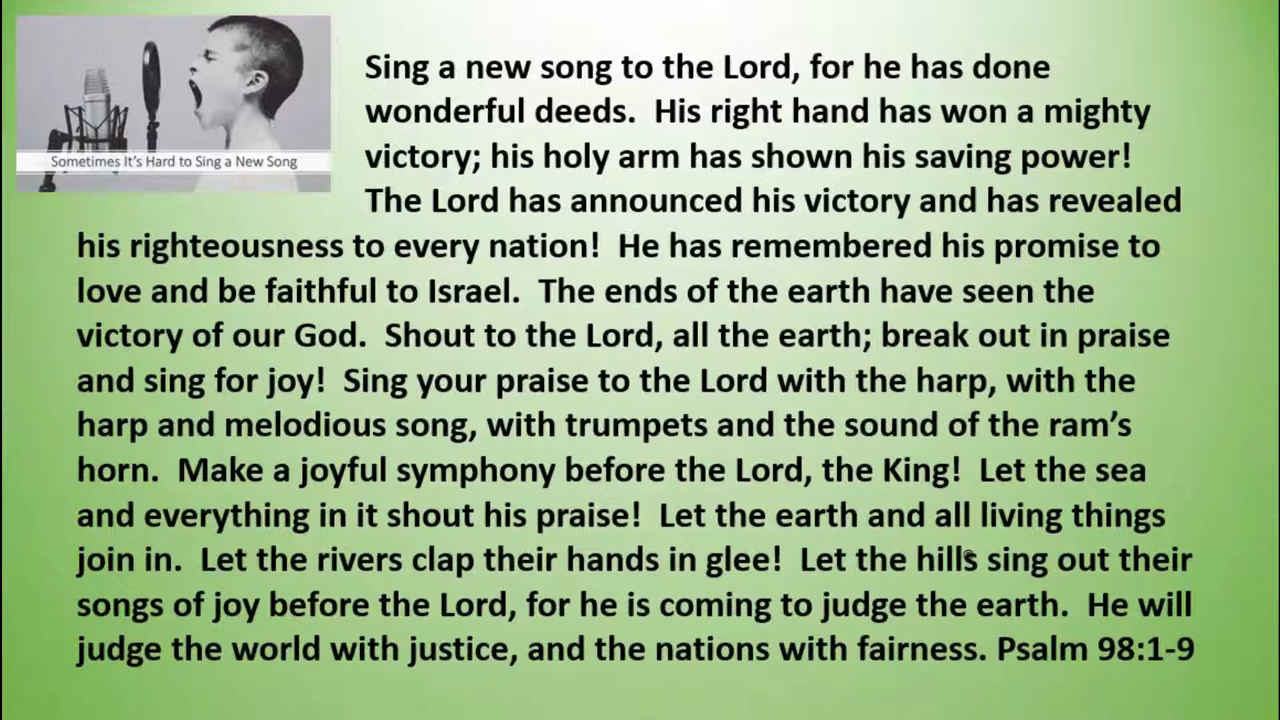 Sometimes It's Hard to Sing a New Song
Sing a new song to the Lord, for he has done
wonderful deeds.  His right hand has won a mighty
victory; his holy arm has shown his saving power!
The Lord has announced his victory and has revealed
his righteousness to every nation!  He has remembered his promise to
love and be faithful to Israel.  The ends of the earth have seen the
victory of our God.  Shout to the Lord, all the earth; break out in praise
and sing for joy!  Sing your praise to the Lord with the harp, with the
harp and melodious song, with trumpets and the sound of the ram’s
horn.  Make a joyful symphony before the Lord, the King!  Let the sea
and everything in it shout his praise!  Let the earth and all living things
join in.  Let the rivers clap their hands in glee!  Let the hills sing out their
songs of joy before the Lord, for he is coming to judge the earth.  He will
judge the world with justice, and the nations with fairness. Psalm 98:1-9